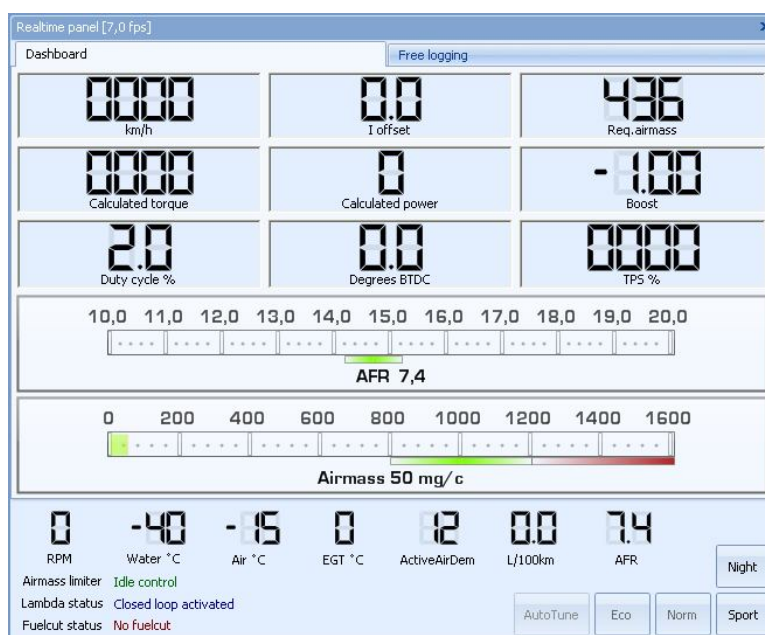 Realtime panel [7,0 fps]
Dashboard Free logging
0000 0.0 436
km/h I offset Req.airmass
0000 0 -1.00
Calculated torque Calculated power Boost
2.0 0.0 0000
Duty cycle % Degrees BTDC TPS %
10,0 11,0 12,0 13,0 14,0 15,0 16,0 17,0 18,0 19,0 20,0
AFR 7,4
0 200 400 600 800 1000 1200 1400 1600
Airmass 50 mg/c
0 -40 -15 0 12 0.0 7.4
RPM Water °C Air °C EGT °C ActiveAirDem L/100km AFR
Night
Airmass limiter Idle control
Lambda status Closed loop activated
AutoTune Eco Norm Sport
Fuelcut status No fuelcut